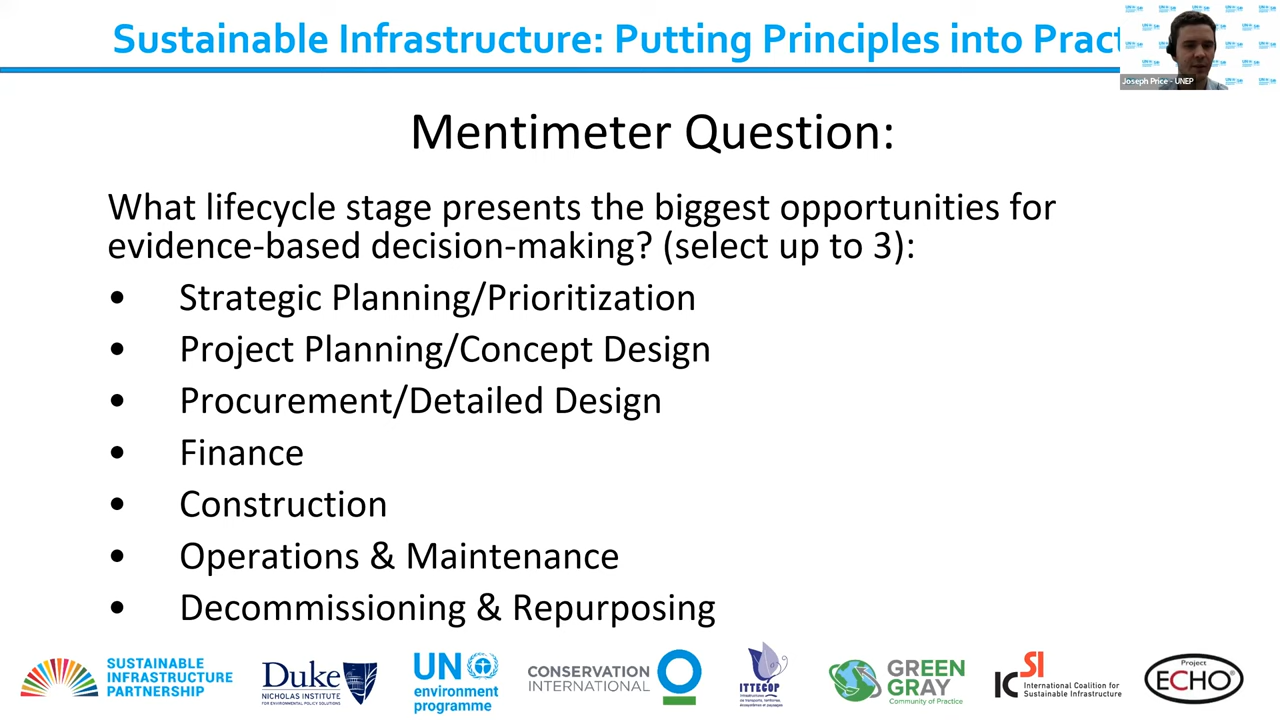 Sustainable Infrastructure: Putting Principles into Pract
Joseph Price - UNEP
Mentimeter Question:
What lifecycle stage presents the biggest opportunities for
evidence-based decision-making? (select up to 3):
• Strategic Planning/Prioritization
• Project Planning/Concept Design
• Procurement/Detailed Design
• Finance
• Construction
• Operations & Maintenance
• Decommissioning & Repurposing
SUSTAINABLE
INFRASTRUCTURE
PARTNERSHIP
Duke
NICHOLAS INSTITUTE
FOR ENVIRONMENTAL POLICY SOLUTIONS
UN
environment
programme
CONSERVATION
INTERNATIONAL
ITTECOP
GREEN
GRAY
Community of Practice
ICSI
International Coalition for
Sustainable Infrastructure
Project
ECHO